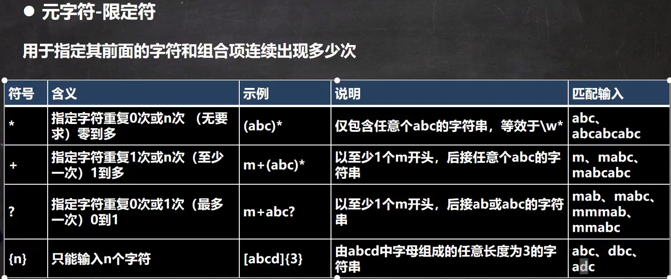 元字符-限定符
用于指定其前面的字符和组合项连续出现多少次
符号 含义 示例 说明 匹配输入
* 指定字符重复0次或n次 （无要 (abc)* 仅包含任意个abc的字符串，等效于\w* abc、
求）零到多 abcabcabc
+ 指定字符重复1次或n次（至少 m+(abc)* 以至少1个m开头，后接任意个abc的字 m、mabc、
一次）1到多 符串 mabcabc
? 指定字符重复0次或1次（最多 m+abc? 以至少1个m开头，后接ab或abc的字符 mab、mabc、
一次）0到1 串 mmmab、
mmabc
{n} 只能输入n个字符 [abcd]{3} 由abcd中字母组成的任意长度为3的字 abc、dbc、
符串 adc